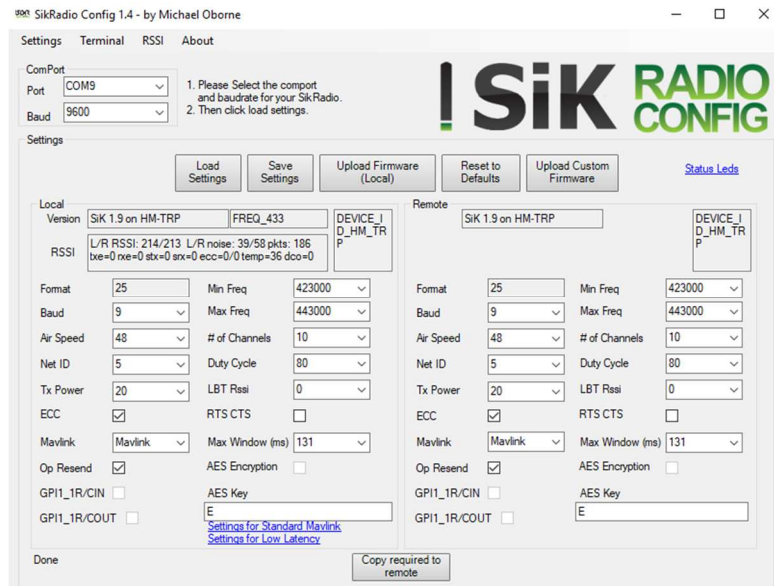 SikRadio Config 1.4 - by Michael Oborne
Settings Terminal RSSI About
ComPort
Port COM9
Baud 9600
1. Please Select the comport
and baudrate for your SikRadio.
2. Then click load settings.
SiK RADIO
CONFIG
Settings
Load
Settings
Save
Settings
Upload Firmware
(Local)
Reset to
Defaults
Upload Custom
Firmware
Status Leds
Local
Version SiK 1.9 on HM-TRP FREQ_433 DEVICE_I
D_HM_TR
P
RSSI
L/R RSSI: 214/213 L/R noise: 39/58 pkts: 186
txe=0 rxe=0 stx=0 srx=0 ecc=0/0 temp=36 dco=0
Format 25 Min Freq 423000
Baud 9 Max Freq 443000
Air Speed 48 # of Channels 10
Net ID 5 Duty Cycle 80
Tx Power 20 LBT Rssi 0
ECC RTS CTS
Mavlink Mavlink Max Window (ms) 131
Op Resend AES Encryption
GPI1_1R/CIN AES Key
GPI1_1R/COUT E
Settings for Standard Mavlink
Settings for Low Latency
Remote
SiK 1.9 on HM-TRP DEVICE_I
D_HM_TR
P
Format 25 Min Freq 423000
Baud 9 Max Freq 443000
Air Speed 48 # of Channels 10
Net ID 5 Duty Cycle 80
Tx Power 20 LBT Rssi 0
ECC RTS CTS
Mavlink Mavlink Max Window (ms) 131
Op Resend AES Encryption
GPI1_1R/CIN AES Key
GPI1_1R/COUT E
Done
Copy required to
remote